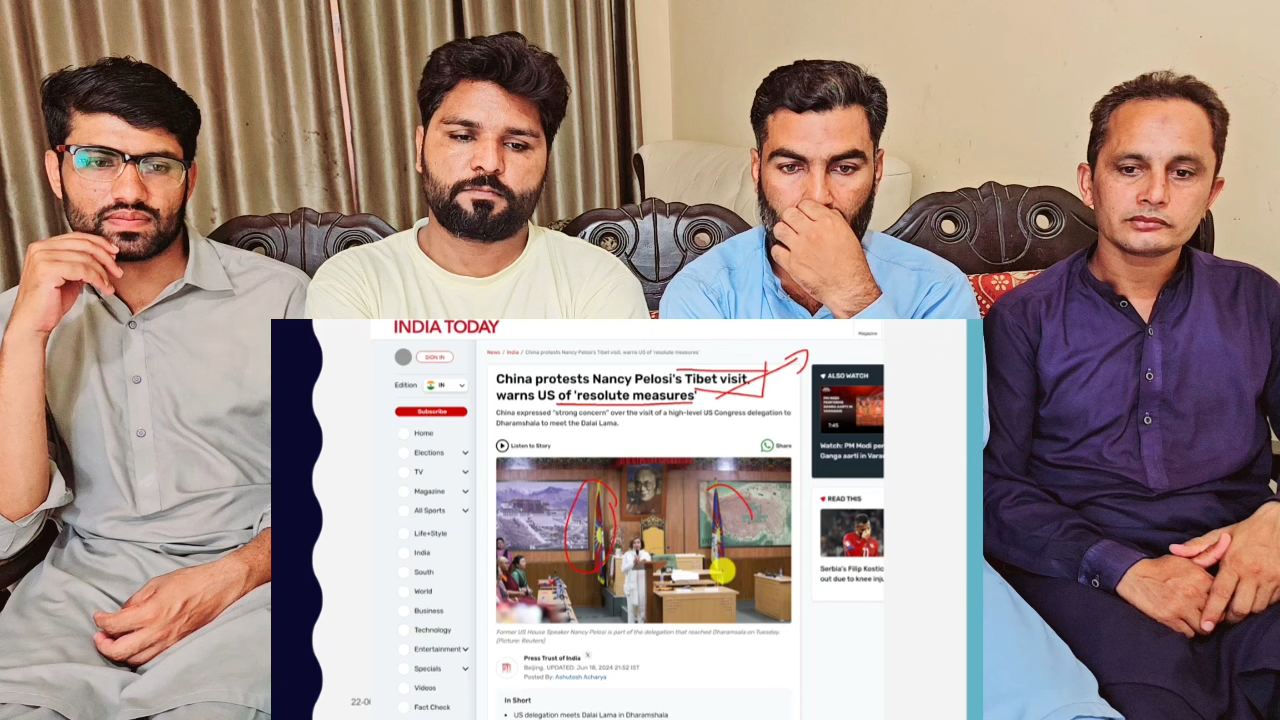 INDIA TODAY
Magazine
SIGN IN
News / India / China protests Nancy Pelosi's Tibet visit, warns US of 'resolute measures'
Edition IN
Subscribe
Home
Elections
TV
Magazine
All Sports
Life+Style
India
South
World
Business
Technology
Entertainment
Specials
Videos
Fact Check
China protests Nancy Pelosi's Tibet visit,
warns US of 'resolute measures'
China expressed "strong concern" over the visit of a high-level US Congress delegation to
Dharamshala to meet the Dalai Lama.
Listen to Story
Share
Former US House Speaker Nancy Pelosi is part of the delegation that reached Dharamsala on Tuesday.
(Picture: Reuters)
Press Trust of India
Beijing, UPDATED: Jun 18, 2024 21:52 IST
Posted By: Ashutosh Acharya
In Short
• US delegation meets Dalai Lama in Dharamshala
ALSO WATCH
7:45
Watch: PM Modi per
Ganga aarti in Vara
READ THIS
Serbia's Filip Kostic
out due to knee inju